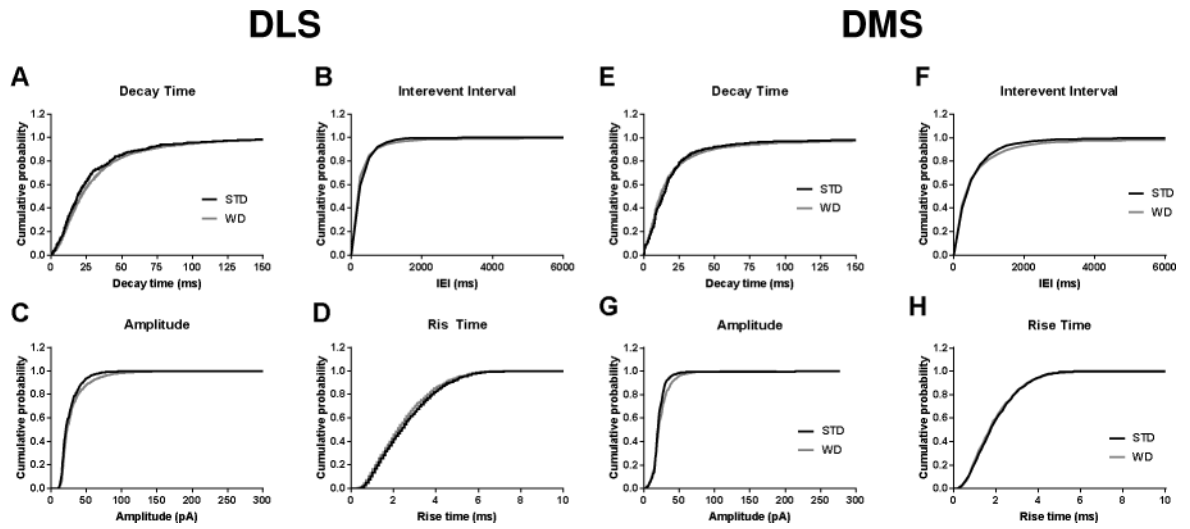 DLS
DMS
A
Decay Time
Cumulative probability
1.2
1.0
0.8
0.6
0.4
0.2
0.0
STD
WD
0 25 50 75 100 125 150
Decay time (ms)
B
Interevent Interval
Cumulative probability
1.2
1.0
0.8
0.6
0.4
0.2
0.0
0 2000 4000 6000
IEI (ms)
E
Decay Time
Cumulative probability
1.2
1.0
0.8
0.6
0.4
0.2
0.0
STD
WD
0 25 50 75 100 125 150
Decay time (ms)
F
Interevent Interval
Cumulative probability
1.2
1.0
0.8
0.6
0.4
0.2
0.0
STD
WD
0 2000 4000 6000
IEI (ms)
C
Amplitude
Cumulative probability
1.2
1.0
0.8
0.6
0.4
0.2
0.0
0 50 100 150 200 250 300
Amplitude (pA)
D
Ris Time
Cumulative probability
1.2
1.0
0.8
0.6
0.4
0.2
0.0
0 2 4 6 8 10
Rise time (ms)
G
Amplitude
Cumulative probability
1.2
1.0
0.8
0.6
0.4
0.2
0.0
STD
WD
0 50 100 150 200 250 300
Amplitude (pA)
H
Rise Time
Cumulative probability
1.2
1.0
0.8
0.6
0.4
0.2
0.0
STD
WD
0 2 4 6 8 10
Rise time (ms)